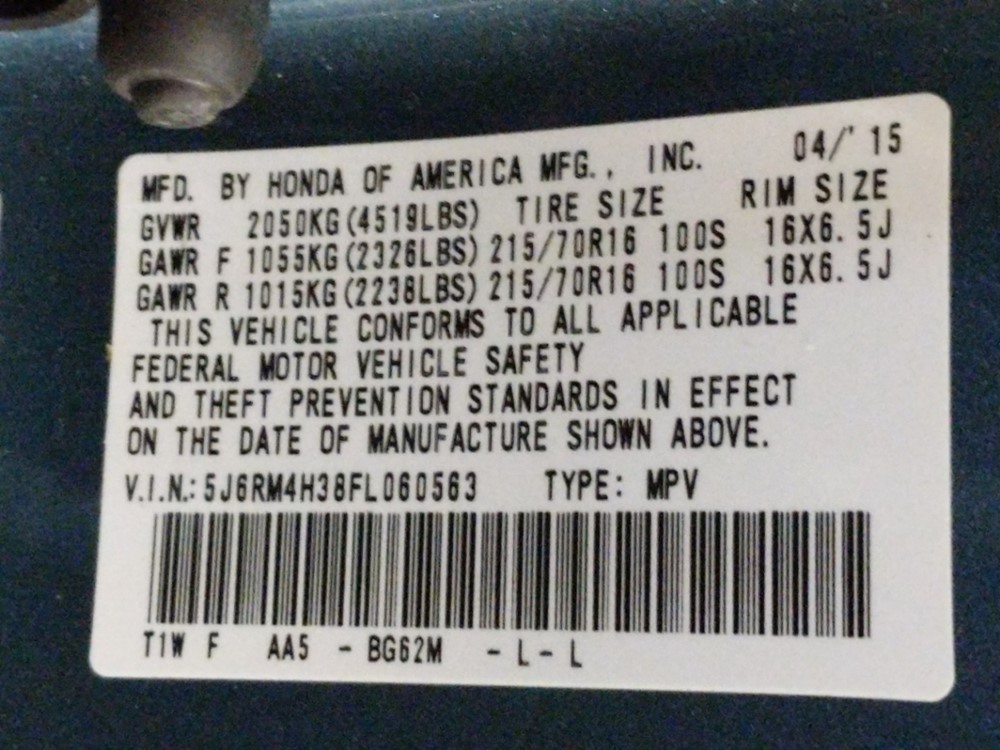 MFD. BY HONDA OF AMERICA MFG., INC. 04/'15
GVWR 2050KG(4519LBS) TIRE SIZE RIM SIZE
GAWR F 1055KG(2326LBS) 215/70R16 100S 16X6.5J
GAWR R 1015KG(2238LBS) 215/70R16 100S 16X6.5J
THIS VEHICLE CONFORMS TO ALL APPLICABLE
FEDERAL MOTOR VEHICLE SAFETY
AND THEFT PREVENTION STANDARDS IN EFFECT
ON THE DATE OF MANUFACTURE SHOWN ABOVE.
V.I.N.: 5J6RM4H38FL060563 TYPE: MPV
T1W F AA5 - BG62M - L - L